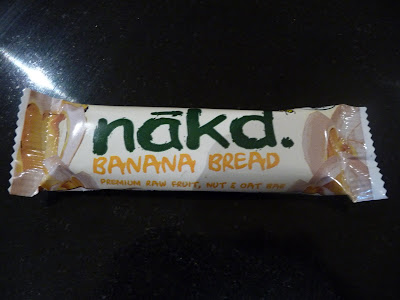 nākd.
BANANA BREAD
PREMIUM RAW FRUIT, NUT & OAT BAR